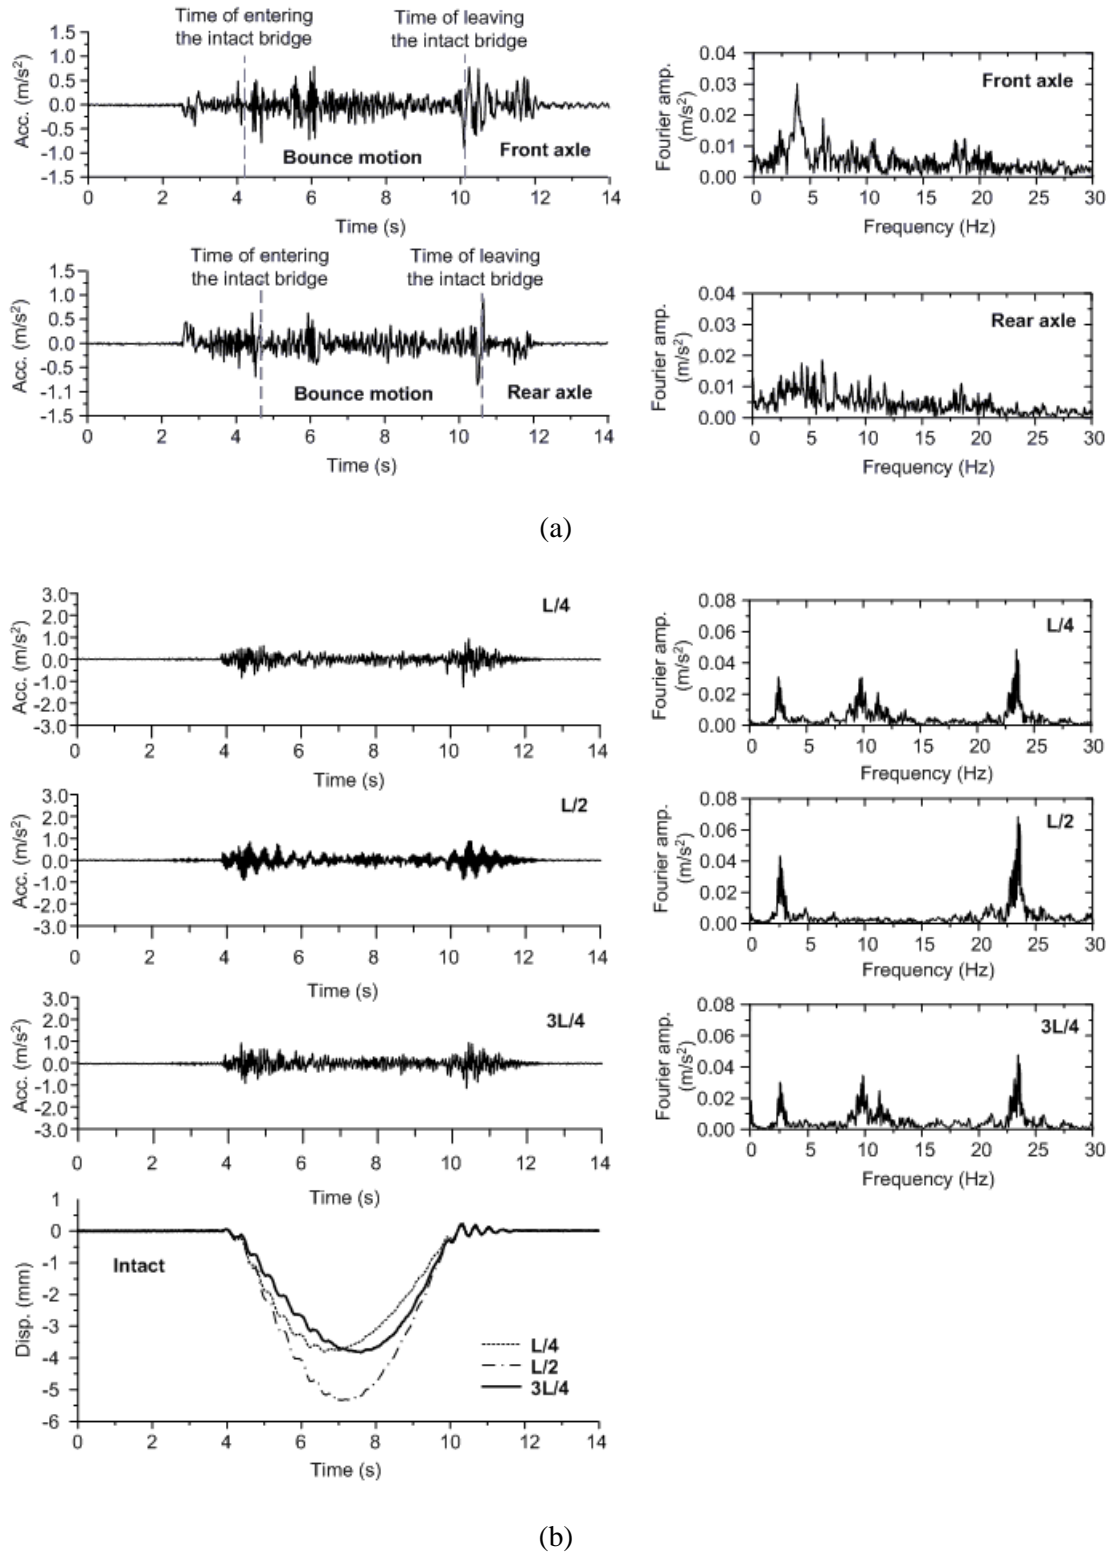 Time of entering
the intact bridge
Time of leaving
the intact bridge
Acc. (m/s²)
1.5
1.0
0.5
0.0
-0.5
-1.0
-1.5
Bounce motion
Front axle
0 2 4 6 8 10 12 14
Time (s)
Fourier amp.
(m/s²)
0.04
0.03
0.02
0.01
0.00
Front axle
0 5 10 15 20 25 30
Frequency (Hz)
Time of entering
the intact bridge
Time of leaving
the intact bridge
Acc. (m/s²)
1.5
1.0
0.5
0.0
-0.5
-1.1
-1.5
Bounce motion
Rear axle
0 2 4 6 8 10 12 14
Time (s)
Fourier amp.
(m/s²)
0.04
0.03
0.02
0.01
0.00
Rear axle
0 5 10 15 20 25 30
Frequency (Hz)
(a)
Acc. (m/s²)
3.0
2.0
1.0
0.0
-1.0
-2.0
-3.0
L/4
0 2 4 6 8 10 12 14
Time (s)
Fourier amp.
(m/s²)
0.08
0.06
0.04
0.02
0.00
L/4
0 5 10 15 20 25 30
Frequency (Hz)
Acc. (m/s²)
3.0
2.0
1.0
0.0
-1.0
-2.0
-3.0
L/2
0 2 4 6 8 10 12 14
Time (s)
Fourier amp.
(m/s²)
0.08
0.06
0.04
0.02
0.00
L/2
0 5 10 15 20 25 30
Frequency (Hz)
Acc. (m/s²)
3.0
2.0
1.0
0.0
-1.0
-2.0
-3.0
3L/4
0 2 4 6 8 10 12 14
Time (s)
Fourier amp.
(m/s²)
0.08
0.06
0.04
0.02
0.00
3L/4
0 5 10 15 20 25 30
Frequency (Hz)
Disp. (mm)
1
0
-1
-2
-3
-4
-5
-6
Intact
L/4
L/2
3L/4
0 2 4 6 8 10 12 14
Time (s)
(b)